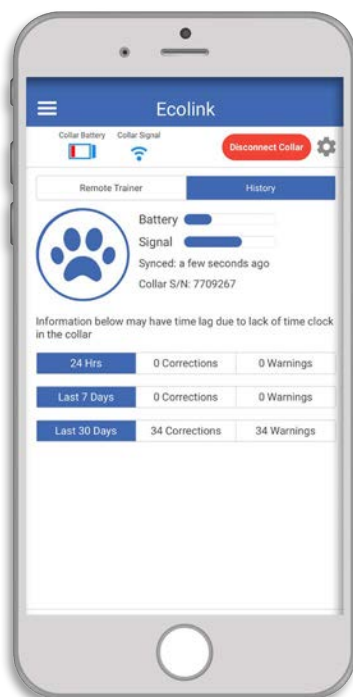 Ecolink
Collar Battery Collar Signal
Disconnect Collar
Remote Trainer History
Battery
Signal
Synced: a few seconds ago
Collar S/N: 7709267
Information below may have time lag due to lack of time clock
in the collar
24 Hrs 0 Corrections 0 Warnings
Last 7 Days 0 Corrections 0 Warnings
Last 30 Days 34 Corrections 34 Warnings